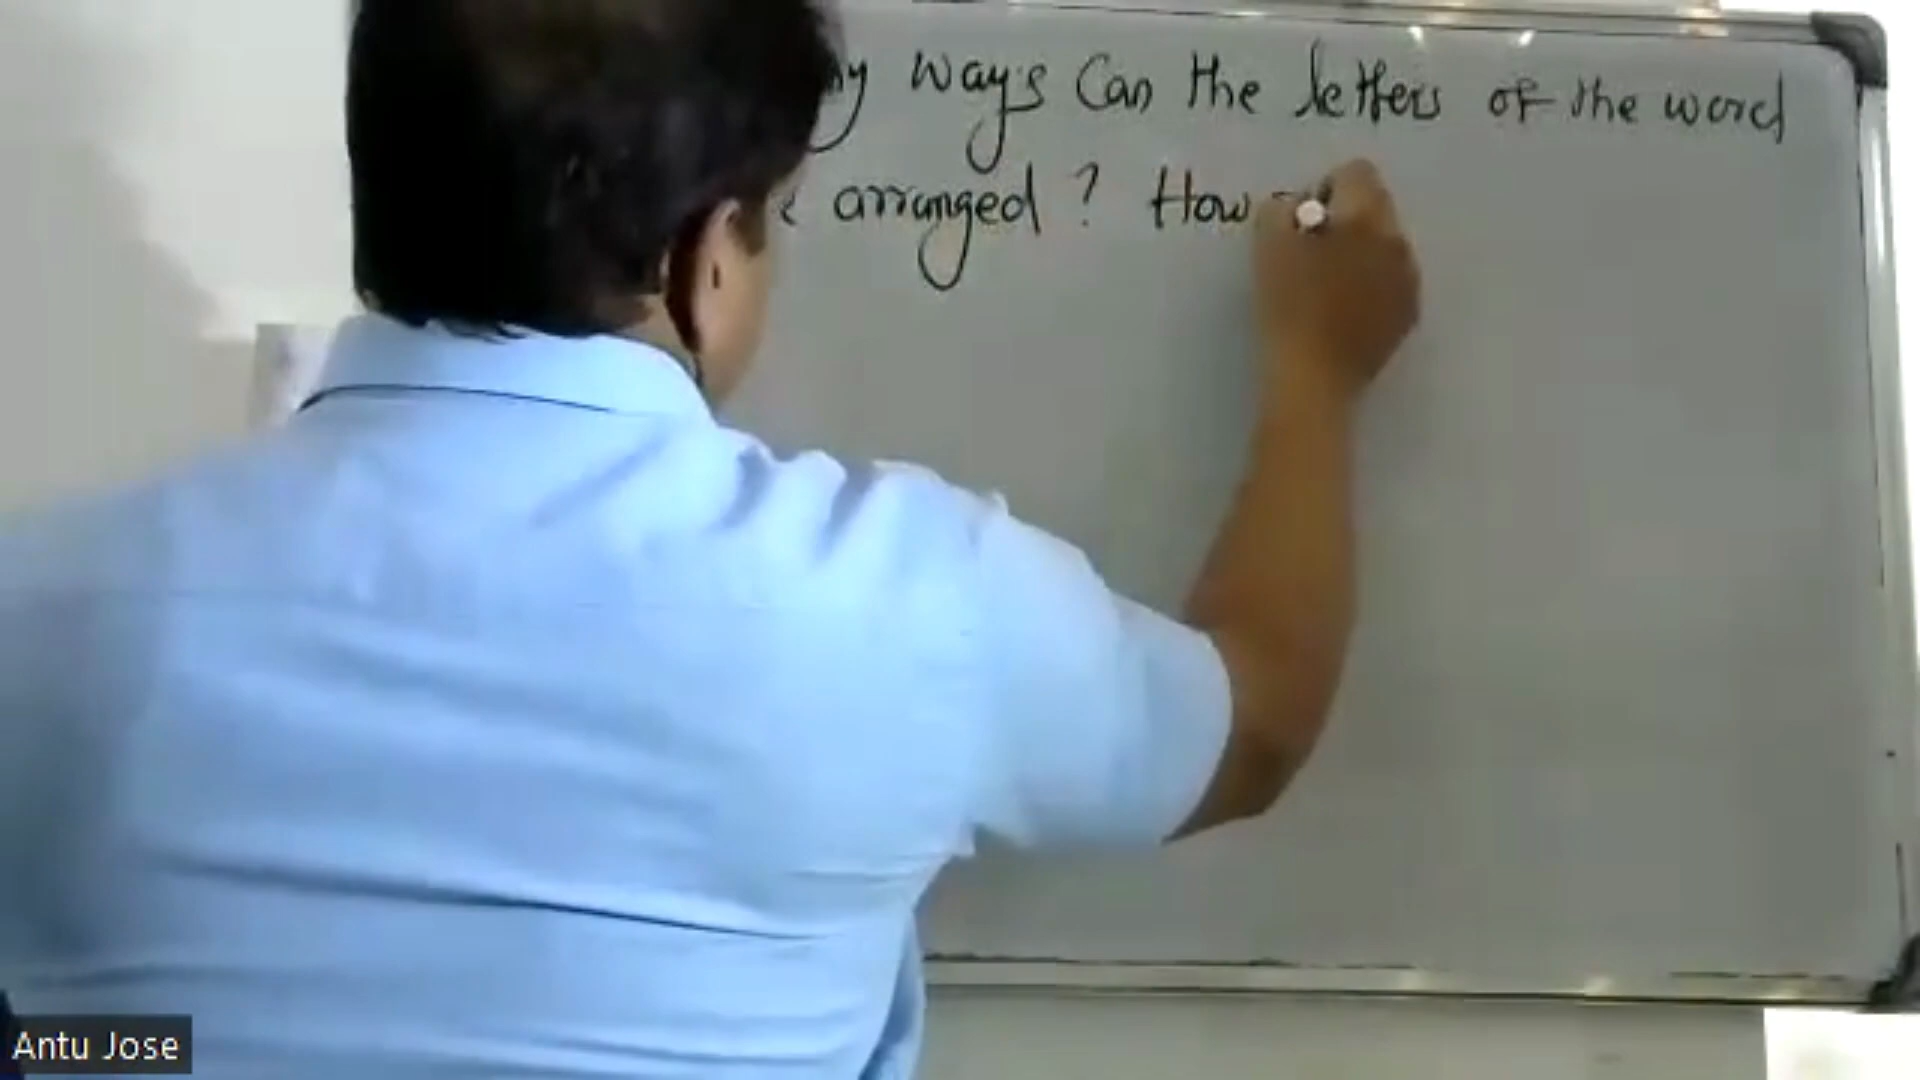 ways can the letters of the word
arranged? How
Antu Jose